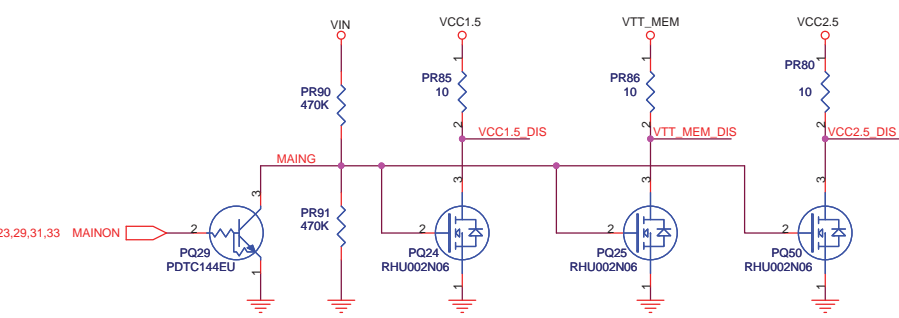 VIN
VCC1.5
VTT_MEM
VCC2.5
1
1
1
PR90
470K
PR85
10
PR86
10
PR80
10
2
2
2
VCC1.5_DIS
VTT_MEM_DIS
VCC2.5_DIS
MAING
3
3
3
3
23,29,31,33 MAINON
2
PR91
470K
2
2
2
PQ29
PDTC144EU
PQ24
RHU002N06
PQ25
RHU002N06
PQ50
RHU002N06
1
1
1
1